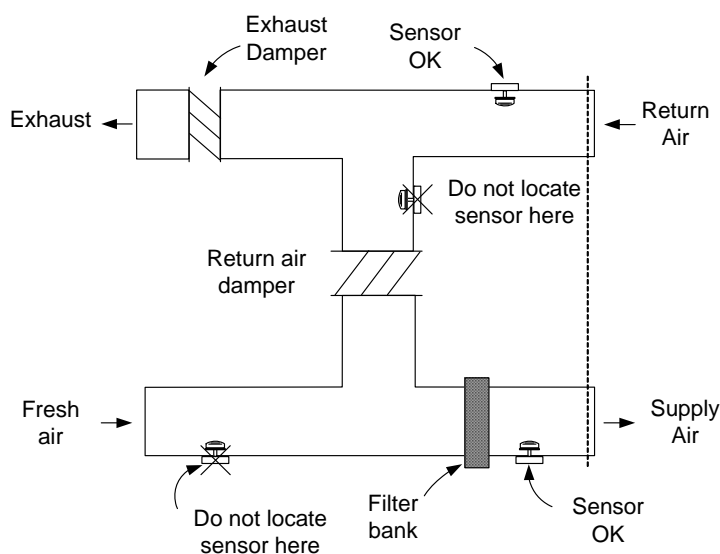 Exhaust
Damper
Sensor
OK
Exhaust
Return
Air
Do not locate
sensor here
Return air
damper
Fresh
air
Supply
Air
Do not locate
sensor here
Filter
bank
Sensor
OK